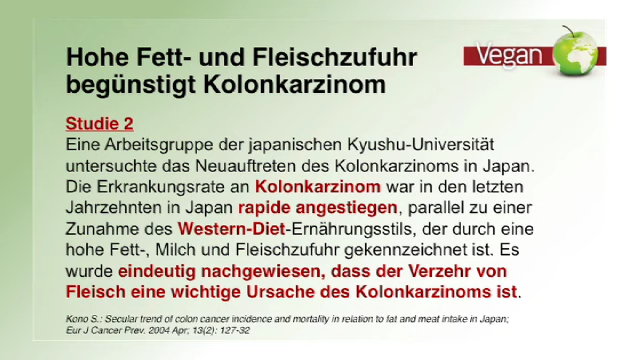 Hohe Fett- und Fleischzufuhr
begünstigt Kolonkarzinom
Vegan
Studie 2
Eine Arbeitsgruppe der japanischen Kyushu-Universität
untersuchte das Neuauftreten des Kolonkarzinoms in Japan.
Die Erkrankungsrate an Kolonkarzinom war in den letzten
Jahrzehnten in Japan rapide angestiegen, parallel zu einer
Zunahme des Western-Diet-Ernährungsstils, der durch eine
hohe Fett-, Milch und Fleischzufuhr gekennzeichnet ist. Es
wurde eindeutig nachgewiesen, dass der Verzehr von
Fleisch eine wichtige Ursache des Kolonkarzinoms ist.
Kono S.: Secular trend of colon cancer incidence and mortality in relation to fat and meat intake in Japan;
Eur J Cancer Prev. 2004 Apr; 13(2): 127-32